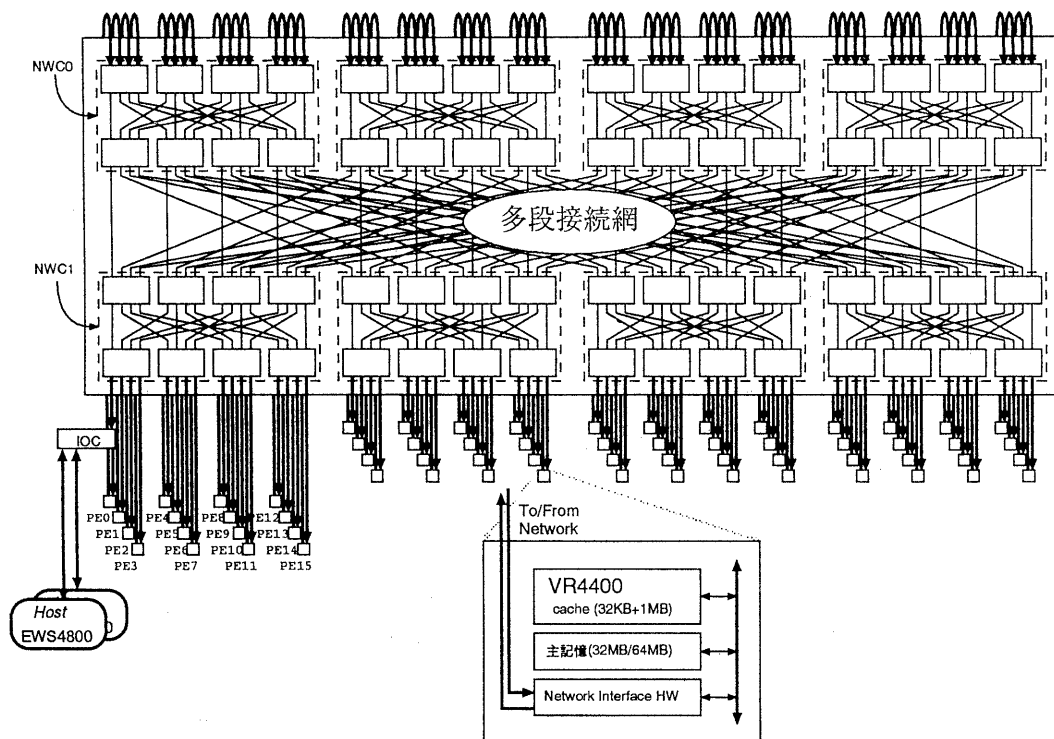 NWC0
多段接続網
NWC1
IOC
PE0
PE4
PE8
PE12
PE1
PE5
PE9
PE13
PE2
PE6
PE10
PE14
PE3
PE7
PE11
PE15
To/From
Network
Host
EWS4800
VR4400
cache (32KB+1MB)
主記憶(32MB/64MB)
Network Interface HW